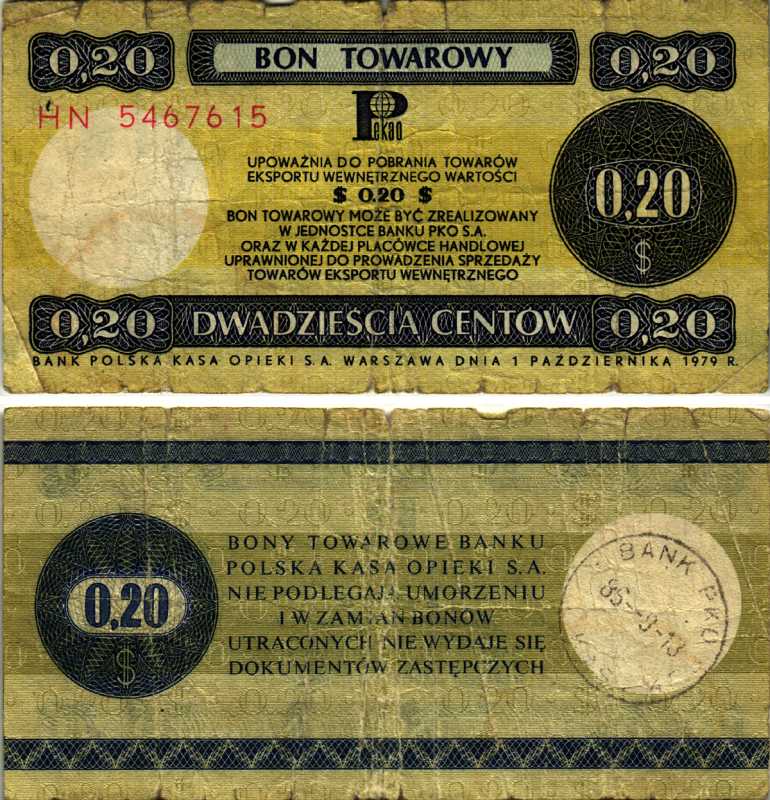 0,20 BON TOWAROWY 0,20
HN 5467615
Pekao
UPOWAŻNIA DO POBRANIA TOWARÓW
EKSPORTU WEWNĘTRZNEGO WARTOŚCI
$ 0.20 $
BON TOWAROWY MOŻE BYĆ ZREALIZOWANY
W JEDNOSTCE BANKU PKO S.A.
ORAZ W KAŻDEJ PLACÓWCE HANDLOWEJ
UPRAWNIONEJ DO PROWADZENIA SPRZEDAŻY
TOWARÓW EKSPORTU WEWNĘTRZNEGO
0,20
$
0,20 DWADZIEŚCIA CENTÓW 0,20
BANK POLSKA KASA OPIEKI S.A. WARSZAWA DNIA 1 PAŹDZIERNIKA 1979 R.
0,20
$
BONY TOWAROWE BANKU
POLSKA KASA OPIEKI S.A.
NIE PODLEGAJĄ UMORZENIU
I W ZAMIAN BONÓW
UTRACONYCH NIE WYDAJE SIĘ
DOKUMENTÓW ZASTĘPCZYCH
BANK PKO